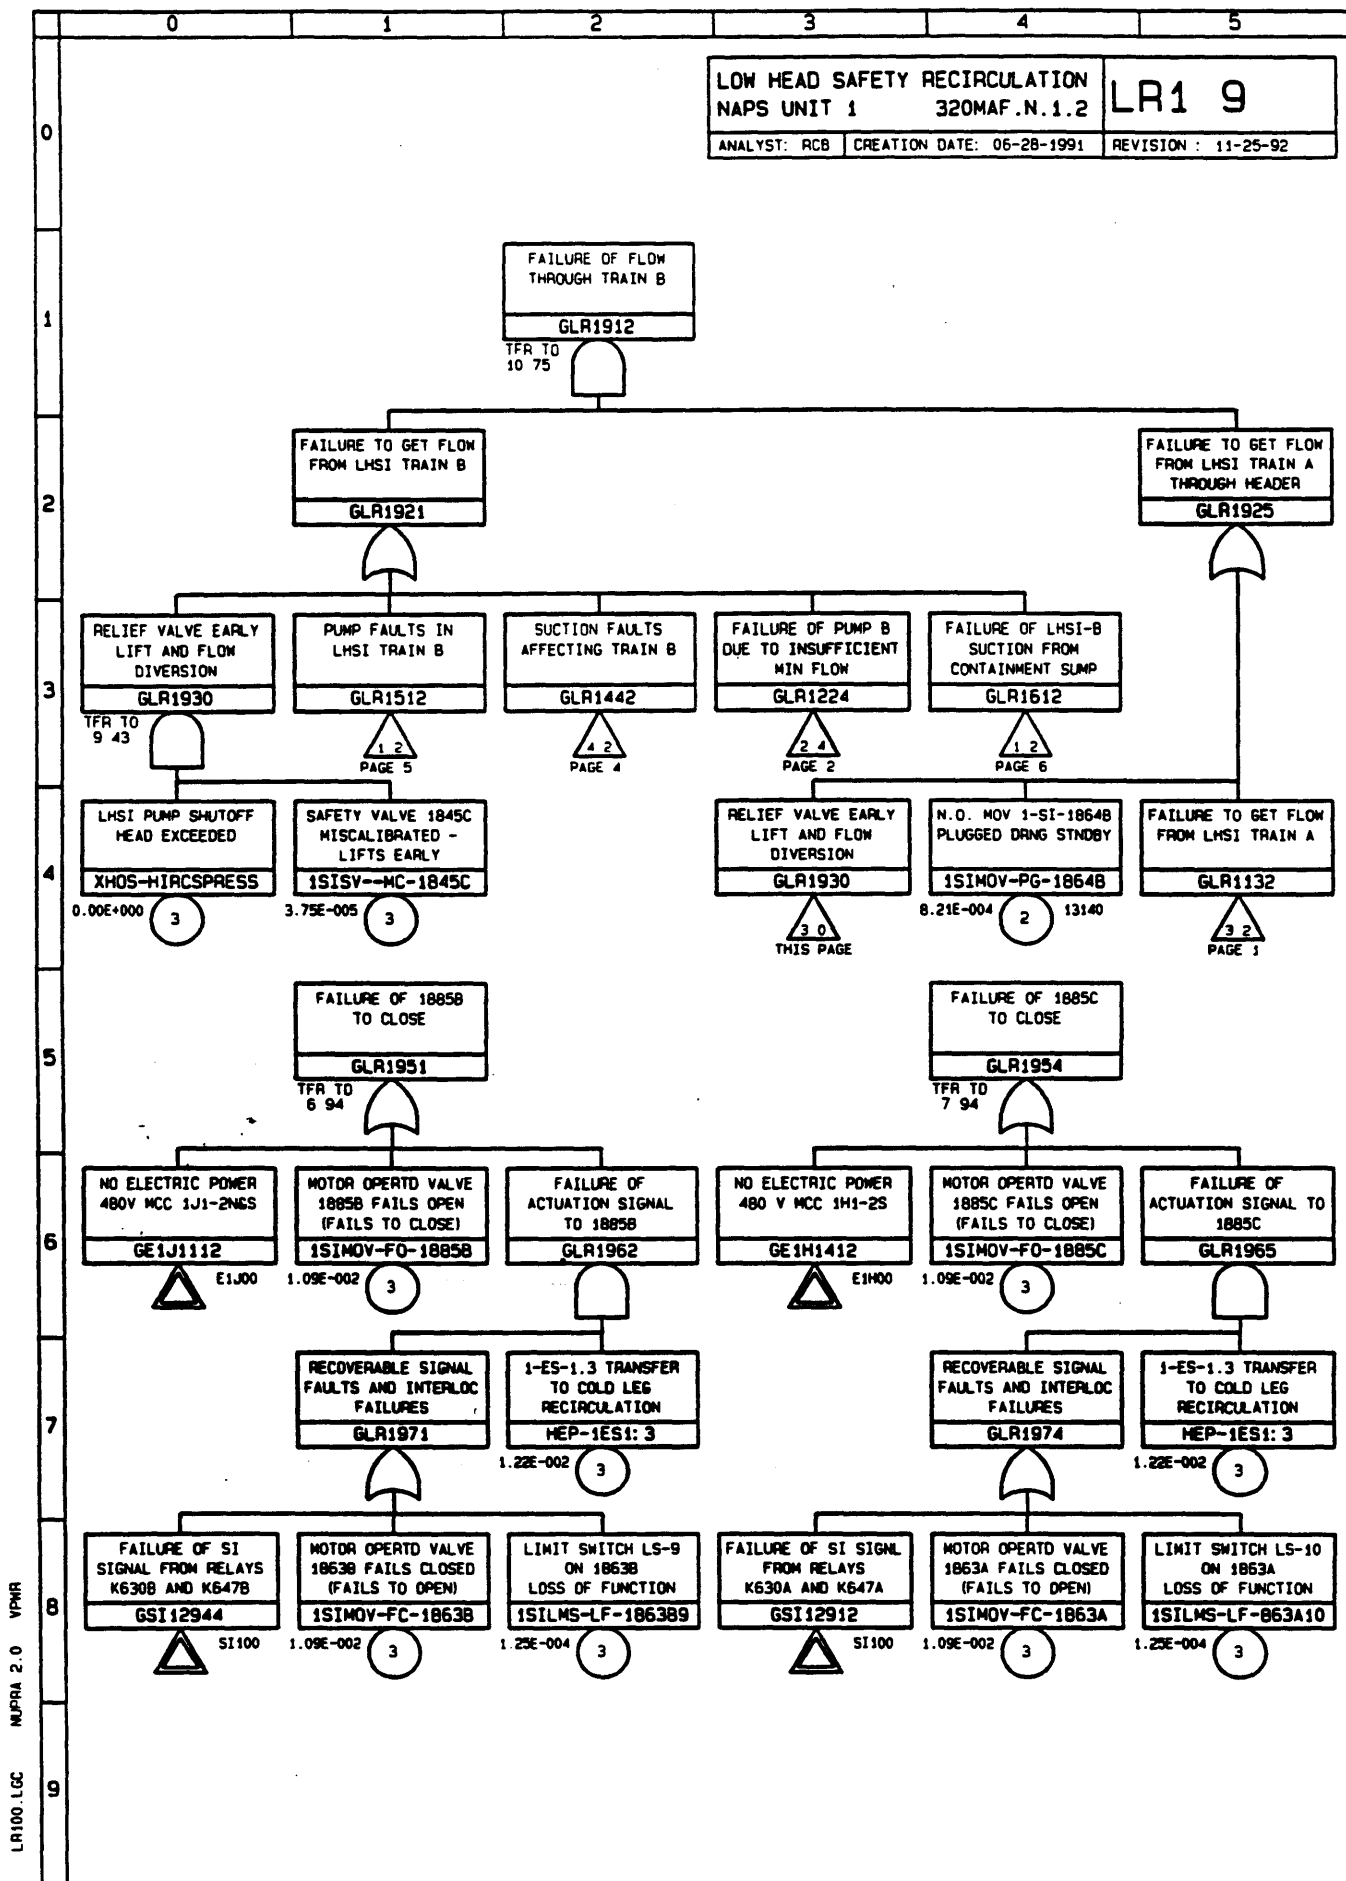 0 1 2 3 4 5
LOW HEAD SAFETY RECIRCULATION
NAPS UNIT 1 320MAF.N.1.2
LR1 9
ANALYST: RCB CREATION DATE: 06-28-1991 REVISION : 11-25-92
0
FAILURE OF FLOW
THROUGH TRAIN B
1
GLR1912
TFR TO
10 75
FAILURE TO GET FLOW
FROM LHSI TRAIN B
GLR1921
FAILURE TO GET FLOW
FROM LHSI TRAIN A
THROUGH HEADER
GLR1925
2
RELIEF VALVE EARLY
LIFT AND FLOW
DIVERSION
GLR1930
TFR TO
9 43
PUMP FAULTS IN
LHSI TRAIN B
GLR1512
1 2
PAGE 5
SUCTION FAULTS
AFFECTING TRAIN B
GLR1442
4 2
PAGE 4
FAILURE OF PUMP B
DUE TO INSUFFICIENT
MIN FLOW
GLR1224
2 4
PAGE 2
FAILURE OF LHSI-B
SUCTION FROM
CONTAINMENT SUMP
GLR1612
1 2
PAGE 6
3
LHSI PUMP SHUTOFF
HEAD EXCEEDED
XHOS-HIRCSPRESS
0.00E+000 3
SAFETY VALVE 1845C
MISCALIBRATED -
LIFTS EARLY
1SISV--MC-1845C
3.75E-005 3
RELIEF VALVE EARLY
LIFT AND FLOW
DIVERSION
GLR1930
3 0
THIS PAGE
N.O. MOV 1-SI-1864B
PLUGGED DRNG STNDBY
1SIMOV-PG-1864B
8.21E-004 2 13140
FAILURE TO GET FLOW
FROM LHSI TRAIN A
GLR1132
3 2
PAGE 1
4
FAILURE OF 1885B
TO CLOSE
GLR1951
TFR TO
6 94
FAILURE OF 1885C
TO CLOSE
GLR1954
TFR TO
7 94
5
NO ELECTRIC POWER
480V MCC 1J1-2N&S
GE1J1112
E1J00
MOTOR OPERTD VALVE
1885B FAILS OPEN
(FAILS TO CLOSE)
1SIMOV-FO-1885B
1.09E-002 3
FAILURE OF
ACTUATION SIGNAL
TO 1885B
GLR1962
NO ELECTRIC POWER
480 V MCC 1H1-2S
GE1H1412
E1H00
MOTOR OPERTD VALVE
1885C FAILS OPEN
(FAILS TO CLOSE)
1SIMOV-FO-1885C
1.09E-002 3
FAILURE OF
ACTUATION SIGNAL TO
1885C
GLR1965
6
RECOVERABLE SIGNAL
FAULTS AND INTERLOC
FAILURES
GLR1971
1-ES-1.3 TRANSFER
TO COLD LEG
RECIRCULATION
HEP-1ES1: 3
1.22E-002 3
RECOVERABLE SIGNAL
FAULTS AND INTERLOC
FAILURES
GLR1974
1-ES-1.3 TRANSFER
TO COLD LEG
RECIRCULATION
HEP-1ES1: 3
1.22E-002 3
7
FAILURE OF SI
SIGNAL FROM RELAYS
K630B AND K647B
GSI12944
SI100
MOTOR OPERTD VALVE
1863B FAILS CLOSED
(FAILS TO OPEN)
1SIMOV-FC-1863B
1.09E-002 3
LIMIT SWITCH LS-9
ON 1863B
LOSS OF FUNCTION
1SILMS-LF-1863B9
1.25E-004 3
FAILURE OF SI SIGNL
FROM RELAYS
K630A AND K647A
GSI12912
SI100
MOTOR OPERTD VALVE
1863A FAILS CLOSED
(FAILS TO OPEN)
1SIMOV-FC-1863A
1.09E-002 3
LIMIT SWITCH LS-10
ON 1863A
LOSS OF FUNCTION
1SILMS-LF-863A10
1.25E-004 3
8
9
LR100.LGC NUPRA 2.0 VPWR